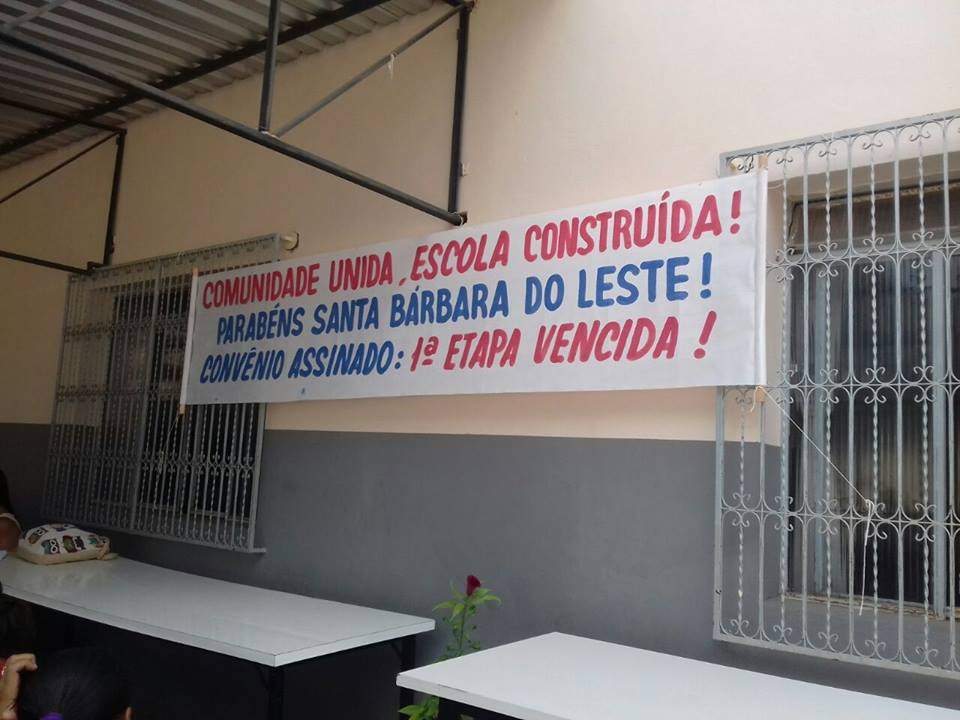 COMUNIDADE UNIDA, ESCOLA CONSTRUÍDA!
PARABÉNS SANTA BÁRBARA DO LESTE!
CONVÊNIO ASSINADO: 1ª ETAPA VENCIDA!